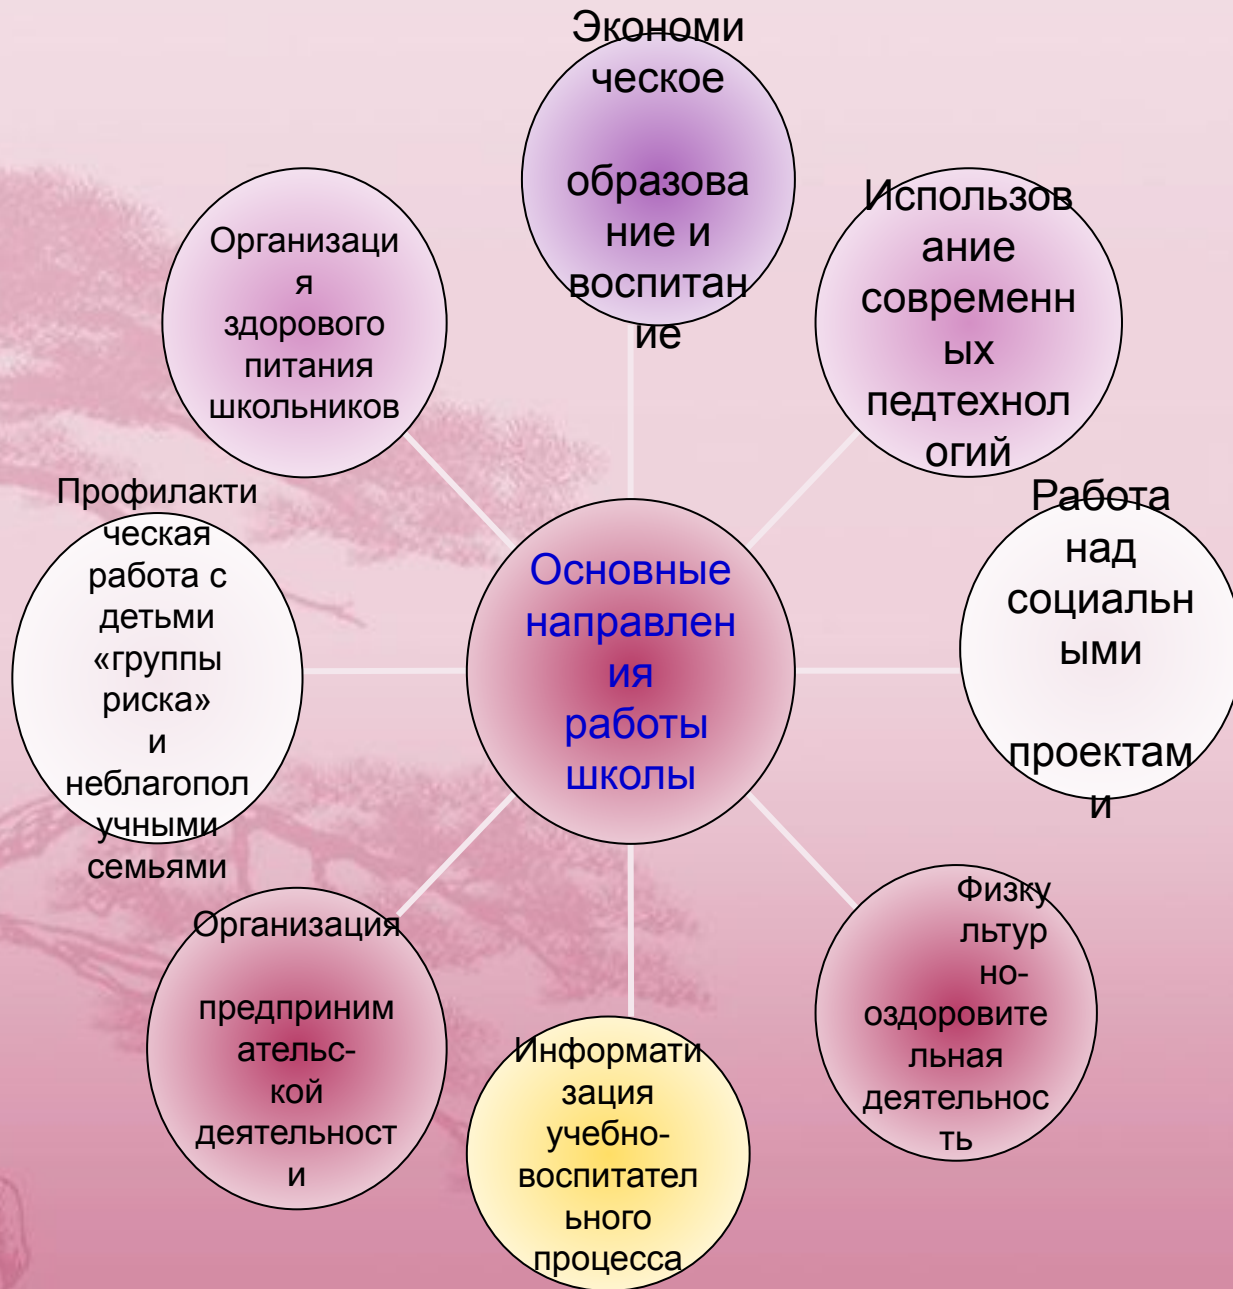 Экономи
ческое
образова
ние и
воспитан
ие
Использов
ание
современн
ых
педтехнол
огий
Работа
над
социальн
ыми
проектам
и
Физку
льтур
но-
оздоровите
льная
деятельнос
ть
Информати
зация
учебно-
воспитател
ьного
процесса
Организация
предприним
ательс-
кой
деятельност
и
Профилакти
ческая
работа с
детьми
«группы
риска»
и
неблагопол
учными
семьями
Организаци
я
здорового
питания
школьников
Основные
направлен
ия
работы
школы